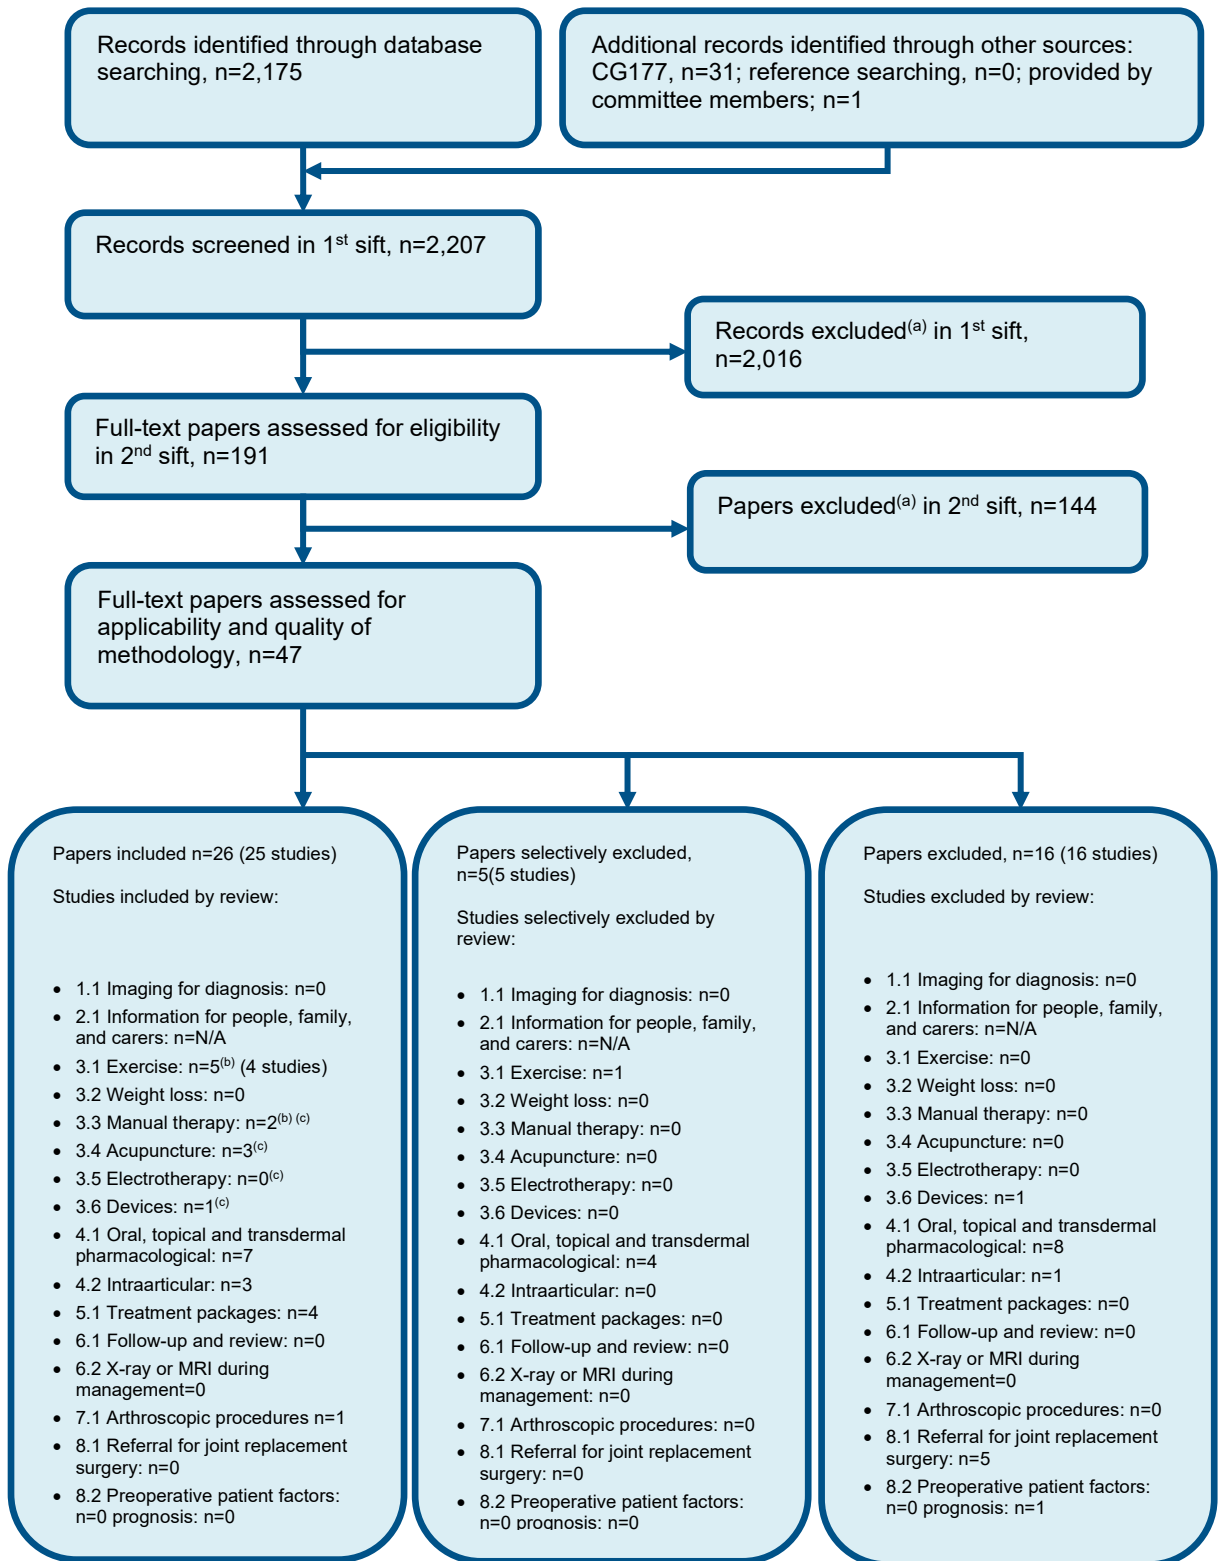 Records identified through database
searching, n=2,175
Additional records identified through other sources:
CG177, n=31; reference searching, n=0; provided by
committee members; n=1
Records screened in 1st sift, n=2,207
Records excluded(a) in 1st sift,
n=2,016
Full-text papers assessed for eligibility
in 2nd sift, n=191
Papers excluded(a) in 2nd sift, n=144
Full-text papers assessed for
applicability and quality of
methodology, n=47
Papers included n=26 (25 studies)
Studies included by review:
• 1.1 Imaging for diagnosis: n=0
• 2.1 Information for people, family,
and carers: n=N/A
• 3.1 Exercise: n=5(b) (4 studies)
• 3.2 Weight loss: n=0
• 3.3 Manual therapy: n=2(b) (c)
• 3.4 Acupuncture: n=3(c)
• 3.5 Electrotherapy: n=0(c)
• 3.6 Devices: n=1(c)
• 4.1 Oral, topical and transdermal
pharmacological: n=7
• 4.2 Intraarticular: n=3
• 5.1 Treatment packages: n=4
• 6.1 Follow-up and review: n=0
• 6.2 X-ray or MRI during
management=0
• 7.1 Arthroscopic procedures n=1
• 8.1 Referral for joint replacement
surgery: n=0
• 8.2 Preoperative patient factors:
n=0 prognosis: n=0
Papers selectively excluded,
n=5(5 studies)
Studies selectively excluded by
review:
• 1.1 Imaging for diagnosis: n=0
• 2.1 Information for people, family,
and carers: n=N/A
• 3.1 Exercise: n=1
• 3.2 Weight loss: n=0
• 3.3 Manual therapy: n=0
• 3.4 Acupuncture: n=0
• 3.5 Electrotherapy: n=0
• 3.6 Devices: n=0
• 4.1 Oral, topical and transdermal
pharmacological: n=4
• 4.2 Intraarticular: n=0
• 5.1 Treatment packages: n=0
• 6.1 Follow-up and review: n=0
• 6.2 X-ray or MRI during
management: n=0
• 7.1 Arthroscopic procedures: n=0
• 8.1 Referral for joint replacement
surgery: n=0
• 8.2 Preoperative patient factors:
n=0 prognosis: n=0
Papers excluded, n=16 (16 studies)
Studies excluded by review:
• 1.1 Imaging for diagnosis: n=0
• 2.1 Information for people, family,
and carers: n=N/A
• 3.1 Exercise: n=0
• 3.2 Weight loss: n=0
• 3.3 Manual therapy: n=0
• 3.4 Acupuncture: n=0
• 3.5 Electrotherapy: n=0
• 3.6 Devices: n=1
• 4.1 Oral, topical and transdermal
pharmacological: n=8
• 4.2 Intraarticular: n=1
• 5.1 Treatment packages: n=0
• 6.1 Follow-up and review: n=0
• 6.2 X-ray or MRI during
management=0
• 7.1 Arthroscopic procedures: n=0
• 8.1 Referral for joint replacement
surgery: n=5
• 8.2 Preoperative patient factors:
n=0 prognosis: n=1